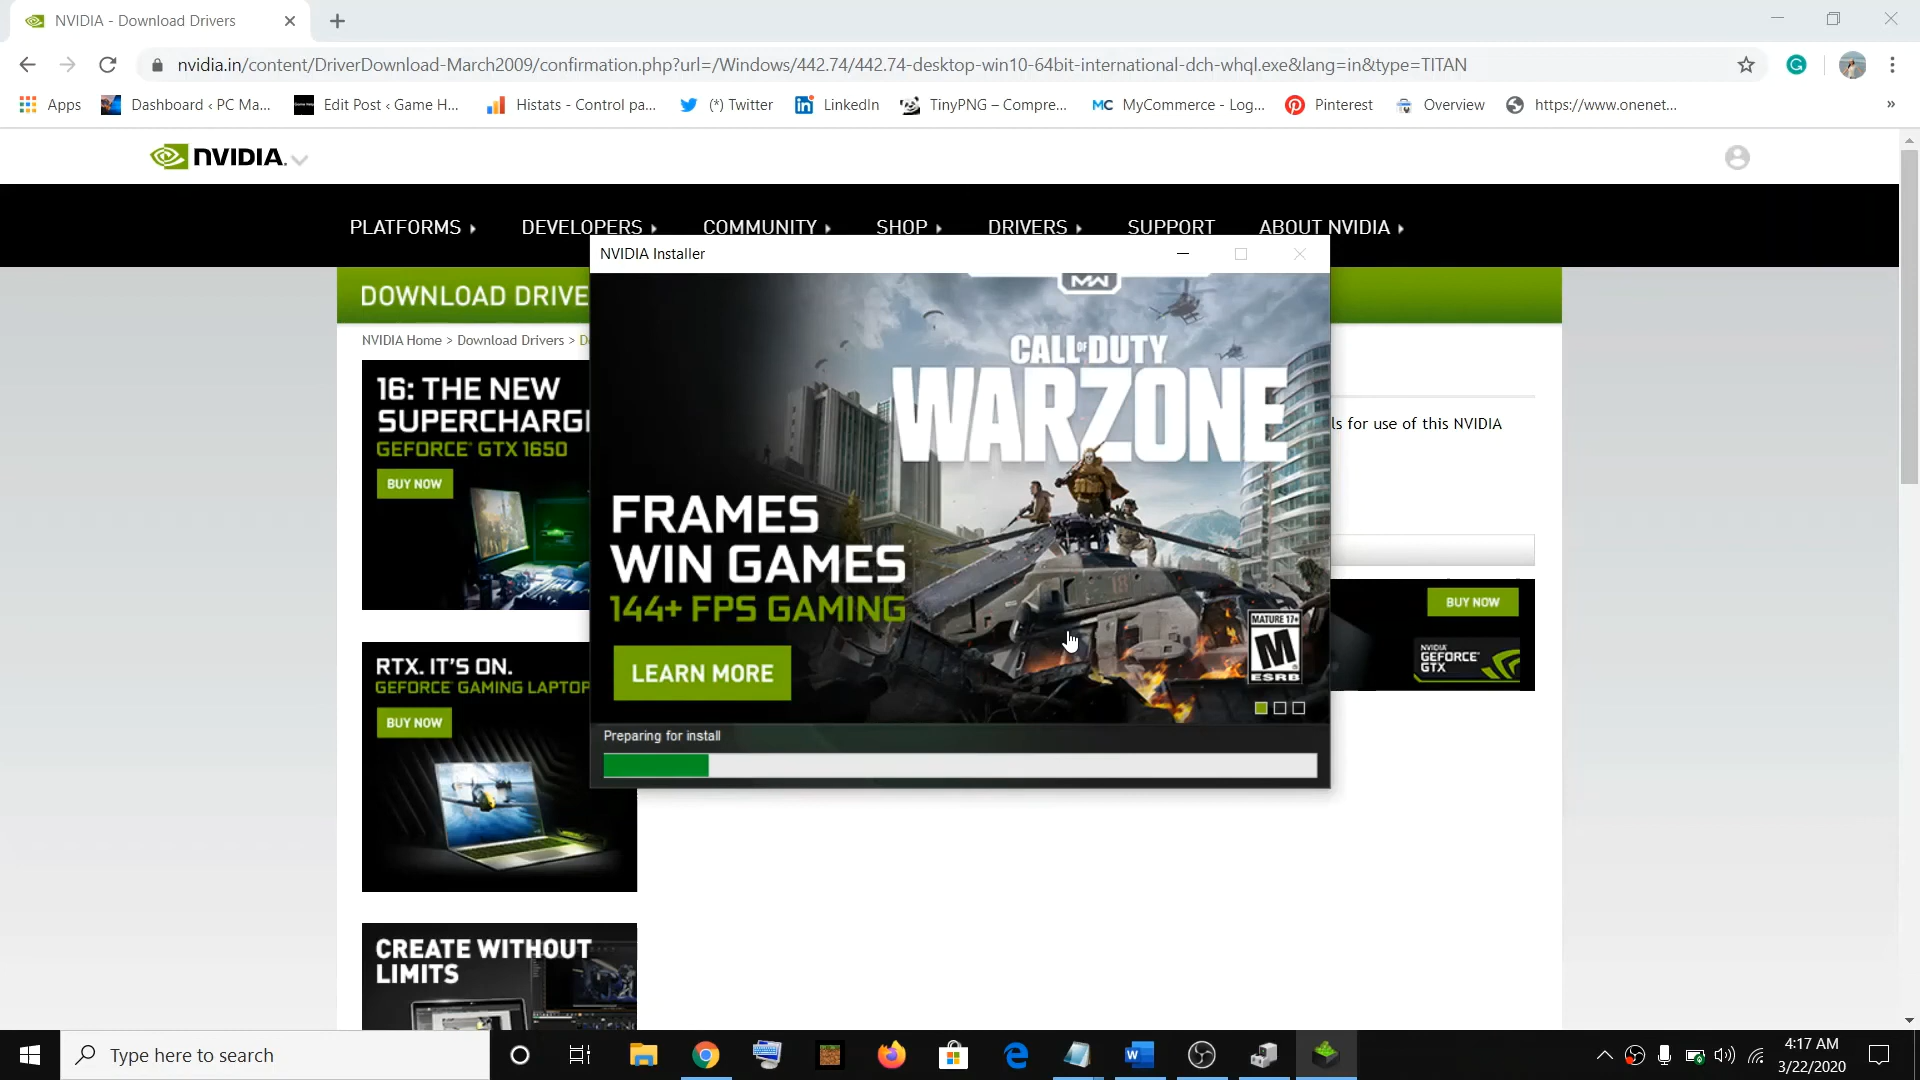 NVIDIA - Download Drivers
nvidia.in/content/DriverDownload-March2009/confirmation.php?url=/Windows/442.74/442.74-desktop-win10-64bit-international-dch-whql.exe&lang=in&type=TITAN
Apps Dashboard ‹ PC Ma... Edit Post ‹ Game H... Histats - Control pa... (*) Twitter LinkedIn TinyPNG – Compre... MyCommerce - Log... Pinterest Overview https://www.onenet... »
NVIDIA.
PLATFORMS DEVELOPERS COMMUNITY SHOP DRIVERS SUPPORT ABOUT NVIDIA
NVIDIA Installer
DOWNLOAD DRIVE
NVIDIA Home > Download Drivers > D
16: THE NEW
SUPERCHARG
GEFORCE GTX 1650
BUY NOW
MW
CALL OF DUTY
WARZONE
FRAMES
WIN GAMES
144+ FPS GAMING
LEARN MORE
MATURE 17+
M
ESRB
ls for use of this NVIDIA
BUY NOW
NVIDIA
GEFORCE
GTX
RTX. IT'S ON.
GEFORCE GAMING LAPTOP
BUY NOW
Preparing for install
CREATE WITHOUT
LIMITS
Type here to search
4:17 AM
3/22/2020